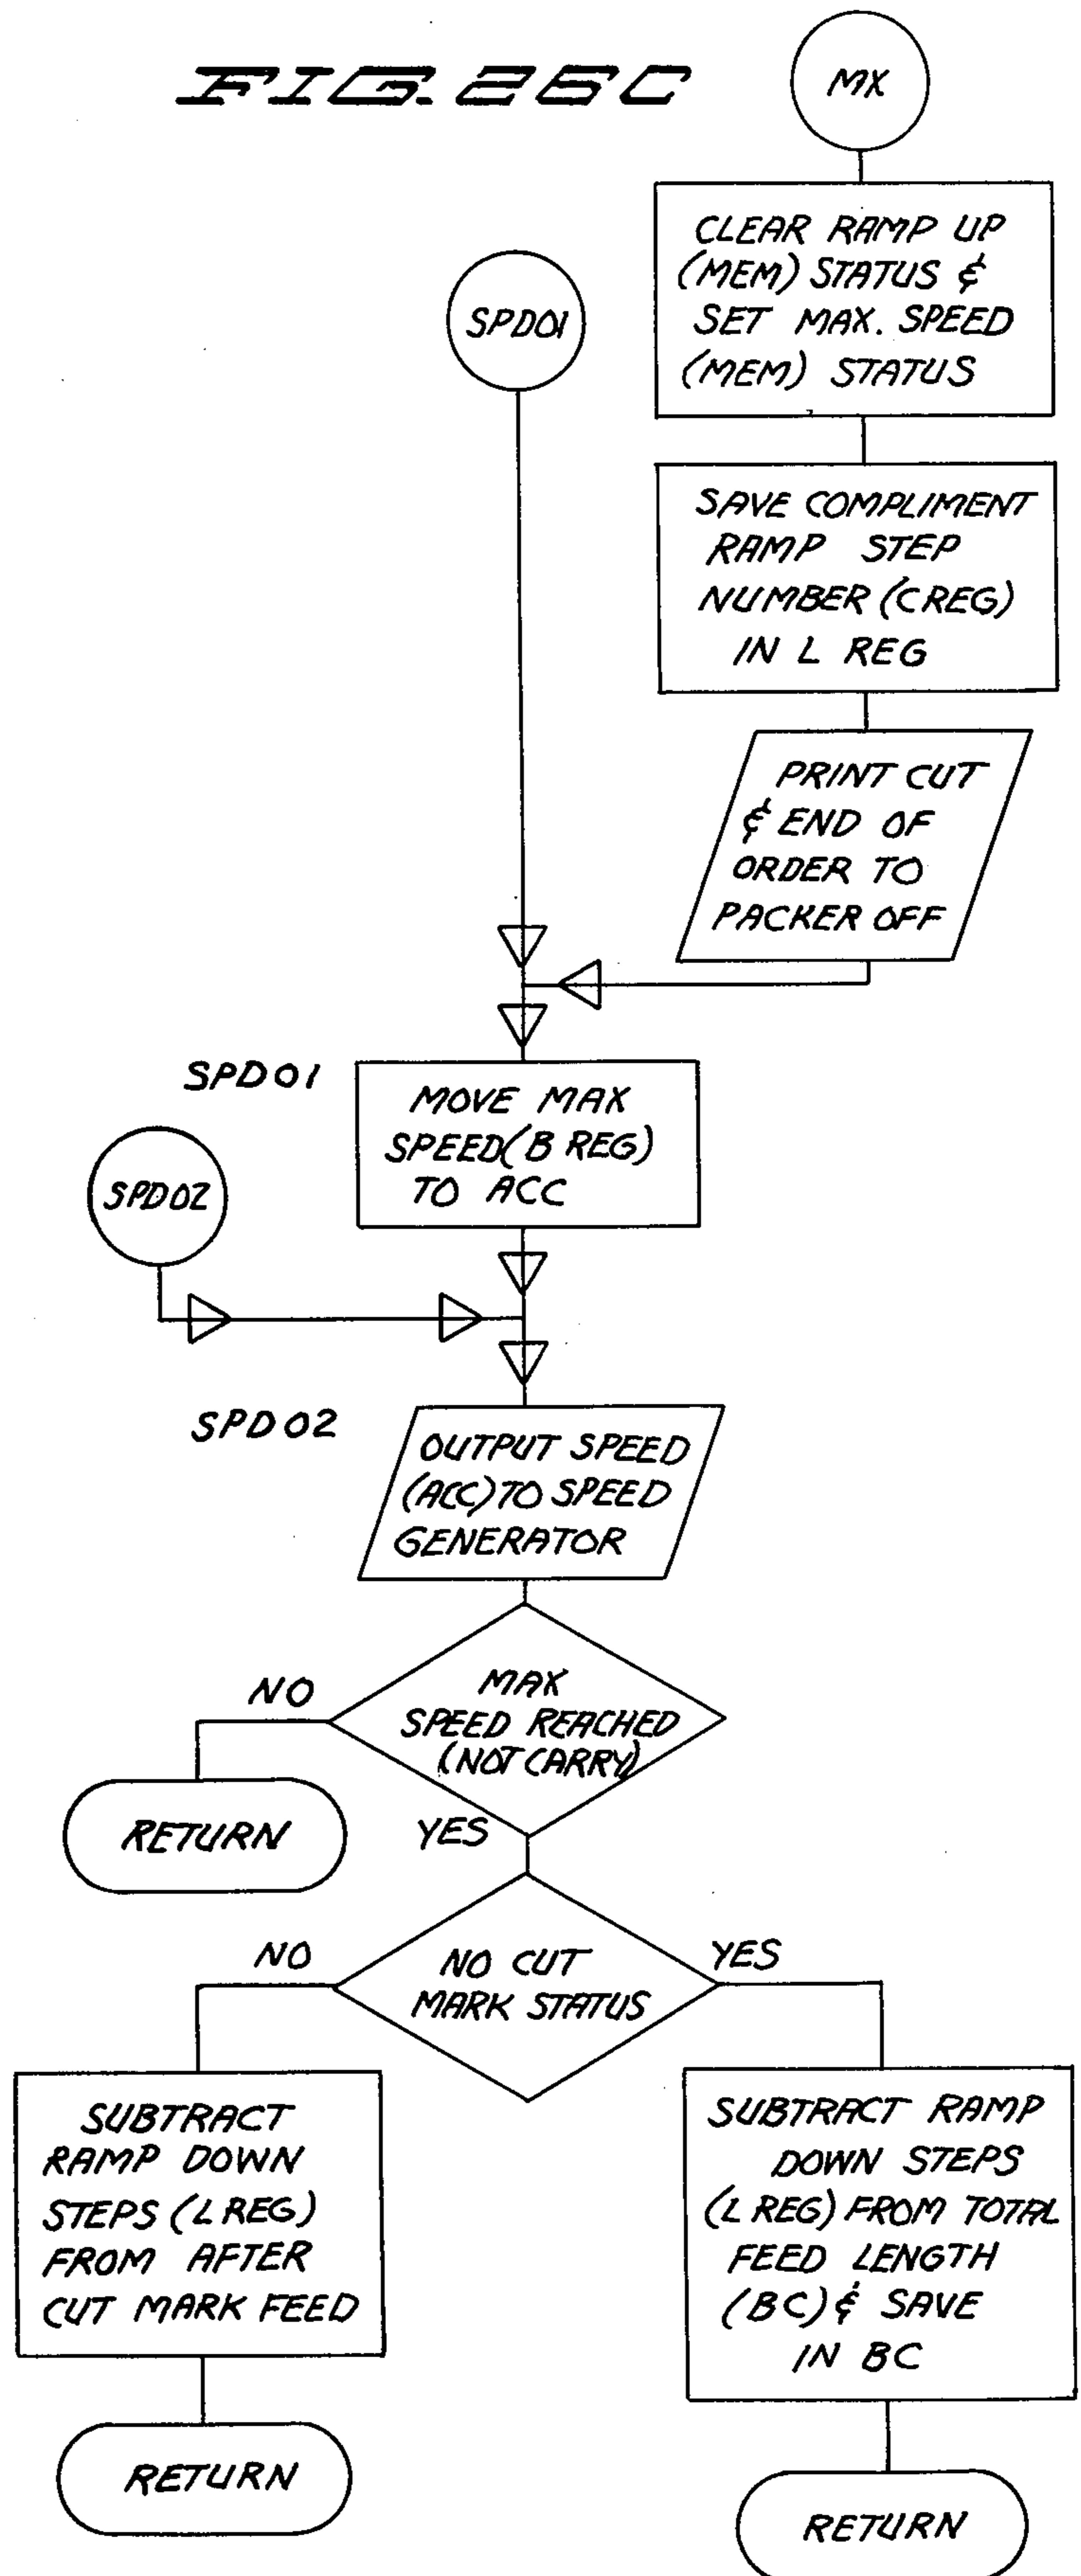 FIG. 26C
MX
CLEAR RAMP UP
(MEM) STATUS &
SET MAX. SPEED
(MEM) STATUS
SPD01
SAVE COMPLIMENT
RAMP STEP
NUMBER (C REG)
IN L REG
PRINT CUT
& END OF
ORDER TO
PACKER OFF
SPD01
MOVE MAX
SPEED (B REG)
TO ACC
SPD02
SPD02
OUTPUT SPEED
(ACC) TO SPEED
GENERATOR
MAX
SPEED REACHED
(NOT CARRY)
NO
RETURN
YES
NO CUT
MARK STATUS
NO
YES
SUBTRACT
RAMP DOWN
STEPS (L REG)
FROM AFTER
CUT MARK FEED
SUBTRACT RAMP
DOWN STEPS
(L REG) FROM TOTAL
FEED LENGTH
(BC) & SAVE
IN BC
RETURN
RETURN